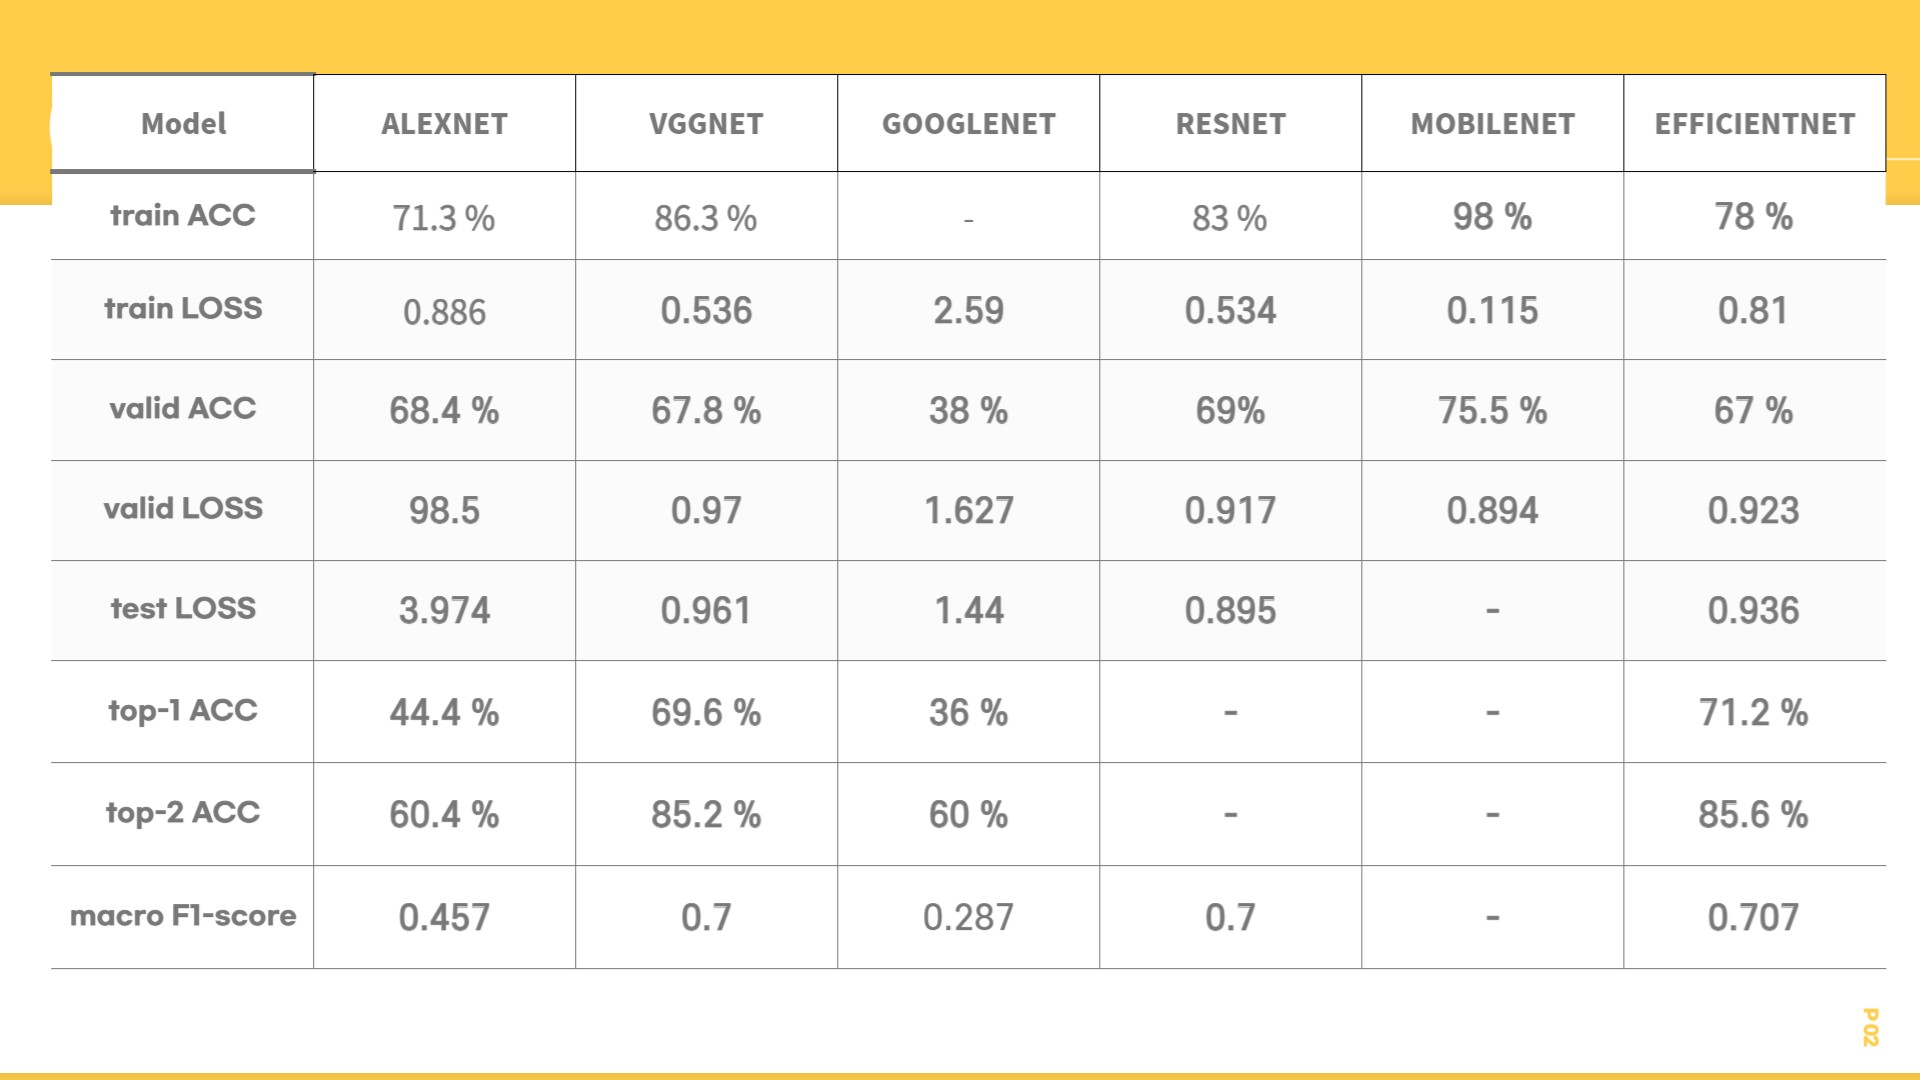 Model ALEXNET VGGNET GOOGLENET RESNET MOBILENET EFFICIENTNET
train ACC 71.3 % 86.3 % - 83 % 98 % 78 %
train LOSS 0.886 0.536 2.59 0.534 0.115 0.81
valid ACC 68.4 % 67.8 % 38 % 69% 75.5 % 67 %
valid LOSS 98.5 0.97 1.627 0.917 0.894 0.923
test LOSS 3.974 0.961 1.44 0.895 - 0.936
top-1 ACC 44.4 % 69.6 % 36 % - - 71.2 %
top-2 ACC 60.4 % 85.2 % 60 % - - 85.6 %
macro F1-score 0.457 0.7 0.287 0.7 - 0.707
P 02